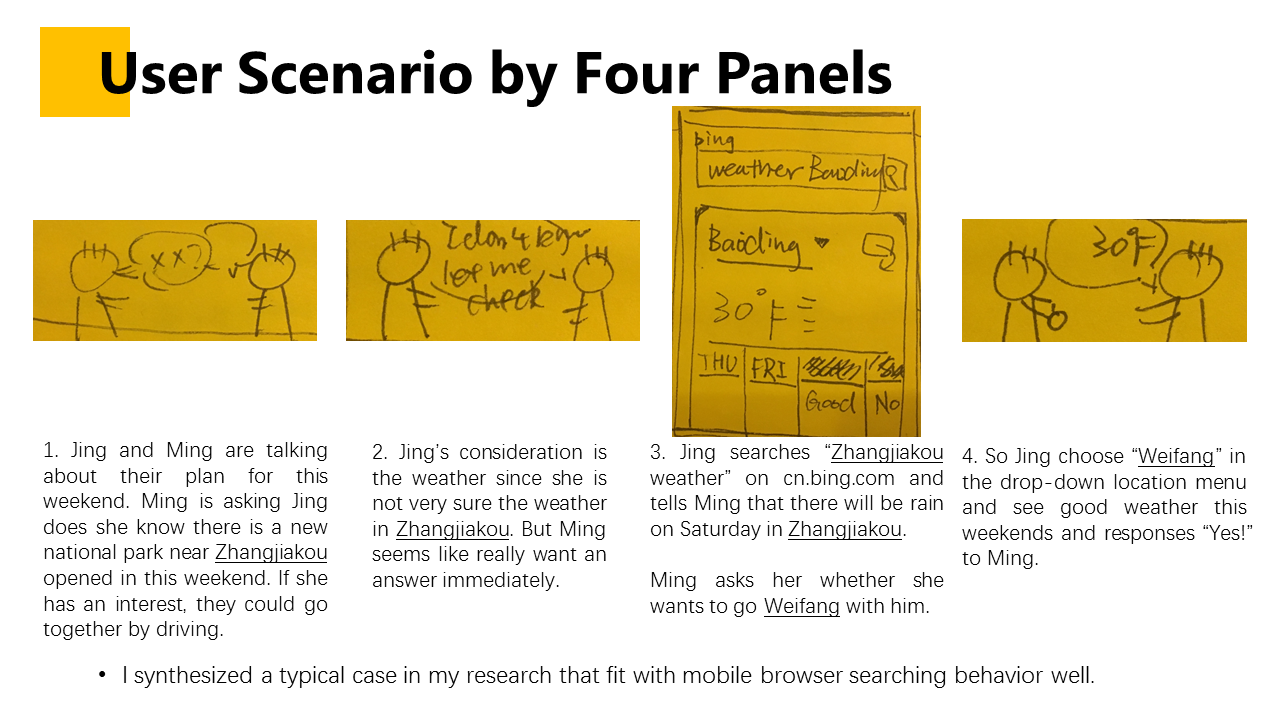 User Scenario by Four Panels
XX?
I don't
let me
check
bing
weather Baoding
Baoding
30°F
THU FRI
Good No
30°F
1. Jing and Ming are talking
about their plan for this
weekend. Ming is asking Jing
does she know there is a new
national park near Zhangjiakou
opened in this weekend. If she
has an interest, they could go
together by driving.
2. Jing’s consideration is
the weather since she is
not very sure the weather
in Zhangjiakou. But Ming
seems like really want an
answer immediately.
3. Jing searches “Zhangjiakou
weather” on cn.bing.com and
tells Ming that there will be rain
on Saturday in Zhangjiakou.
Ming asks her whether she
wants to go Weifang with him.
4. So Jing choose “Weifang” in
the drop-down location menu
and see good weather this
weekends and responses “Yes!”
to Ming.
• I synthesized a typical case in my research that fit with mobile browser searching behavior well.